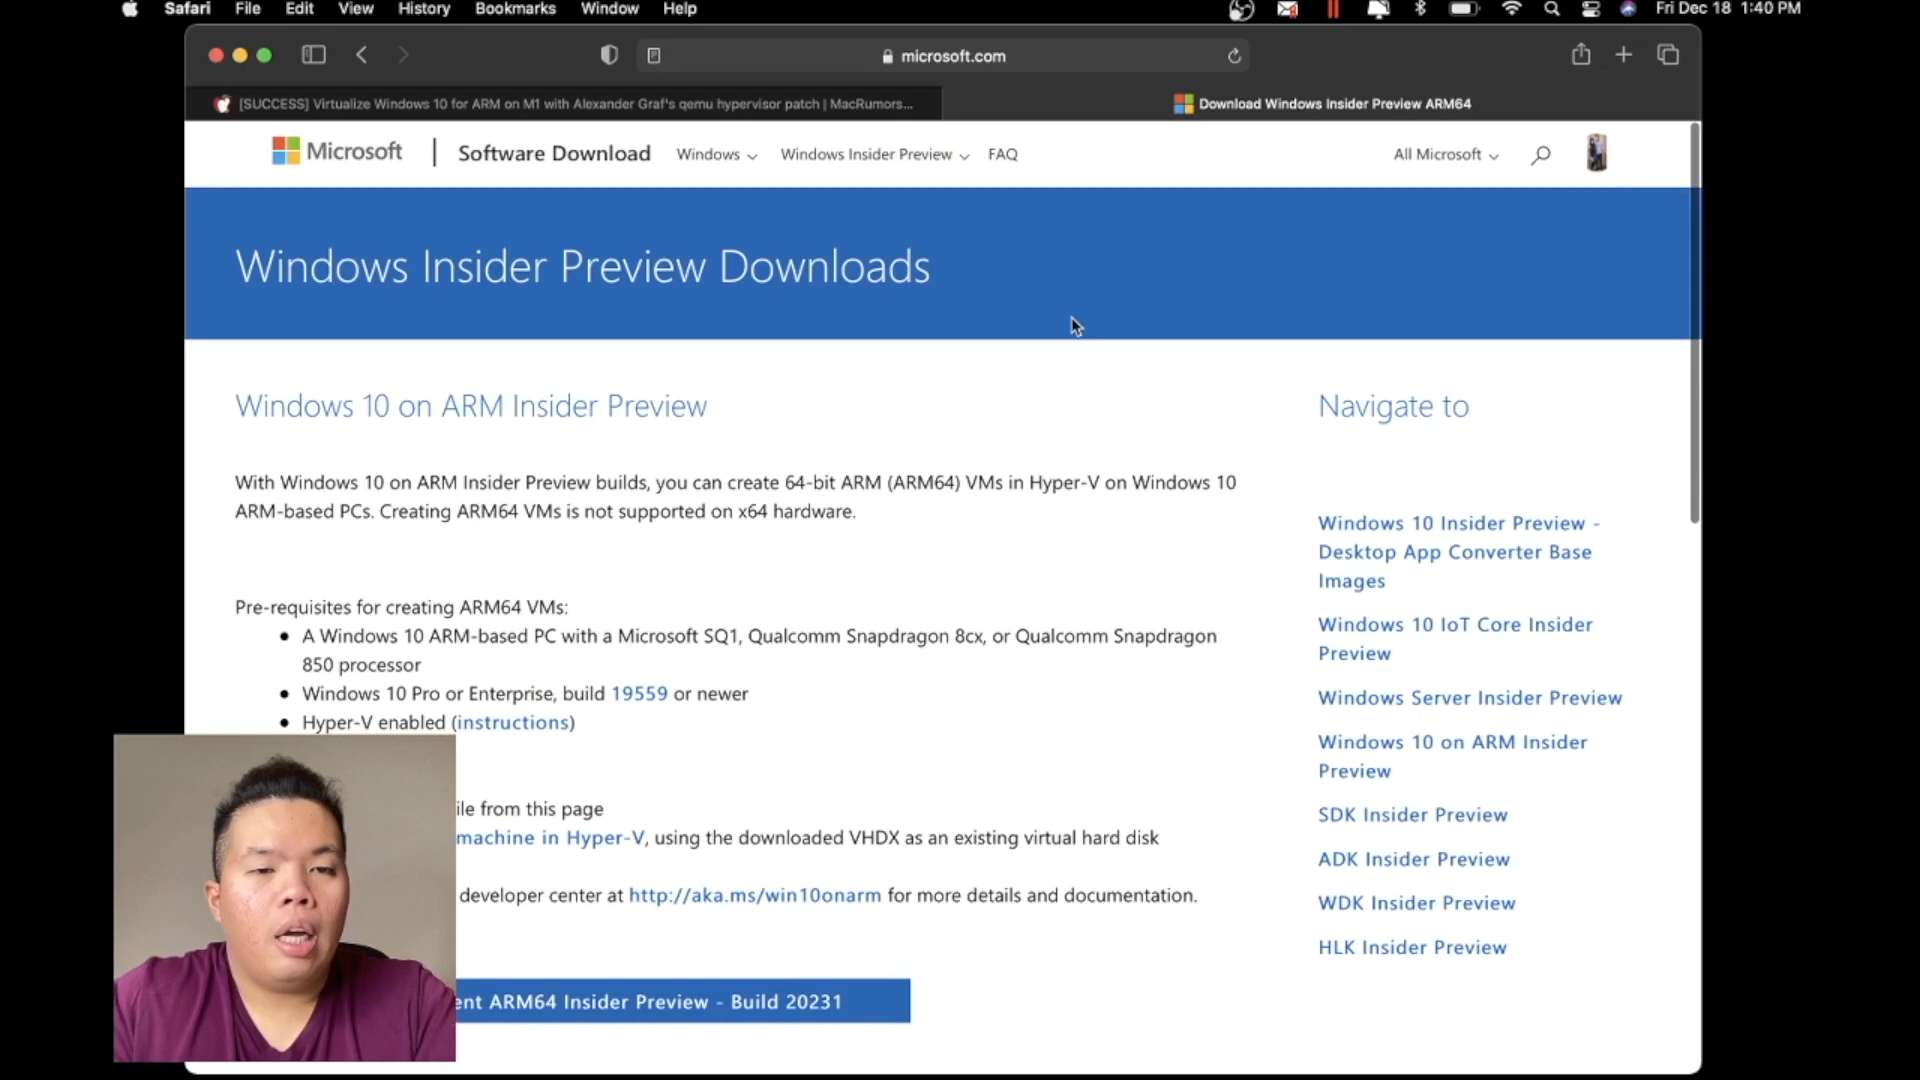 Safari File Edit View History Bookmarks Window Help Fri Dec 18 1:40 PM
microsoft.com
[SUCCESS] Virtualize Windows 10 for ARM on M1 with Alexander Graf's qemu hypervisor patch | MacRumors...
Download Windows Insider Preview ARM64
Microsoft Software Download Windows Windows Insider Preview FAQ All Microsoft
Windows Insider Preview Downloads
Windows 10 on ARM Insider Preview
With Windows 10 on ARM Insider Preview builds, you can create 64-bit ARM (ARM64) VMs in Hyper-V on Windows 10
ARM-based PCs. Creating ARM64 VMs is not supported on x64 hardware.
Pre-requisites for creating ARM64 VMs:
A Windows 10 ARM-based PC with a Microsoft SQ1, Qualcomm Snapdragon 8cx, or Qualcomm Snapdragon
850 processor
Windows 10 Pro or Enterprise, build 19559 or newer
Hyper-V enabled (instructions)
ile from this page
machine in Hyper-V, using the downloaded VHDX as an existing virtual hard disk
developer center at http://aka.ms/win10onarm for more details and documentation.
ent ARM64 Insider Preview - Build 20231
Navigate to
Windows 10 Insider Preview -
Desktop App Converter Base
Images
Windows 10 IoT Core Insider
Preview
Windows Server Insider Preview
Windows 10 on ARM Insider
Preview
SDK Insider Preview
ADK Insider Preview
WDK Insider Preview
HLK Insider Preview